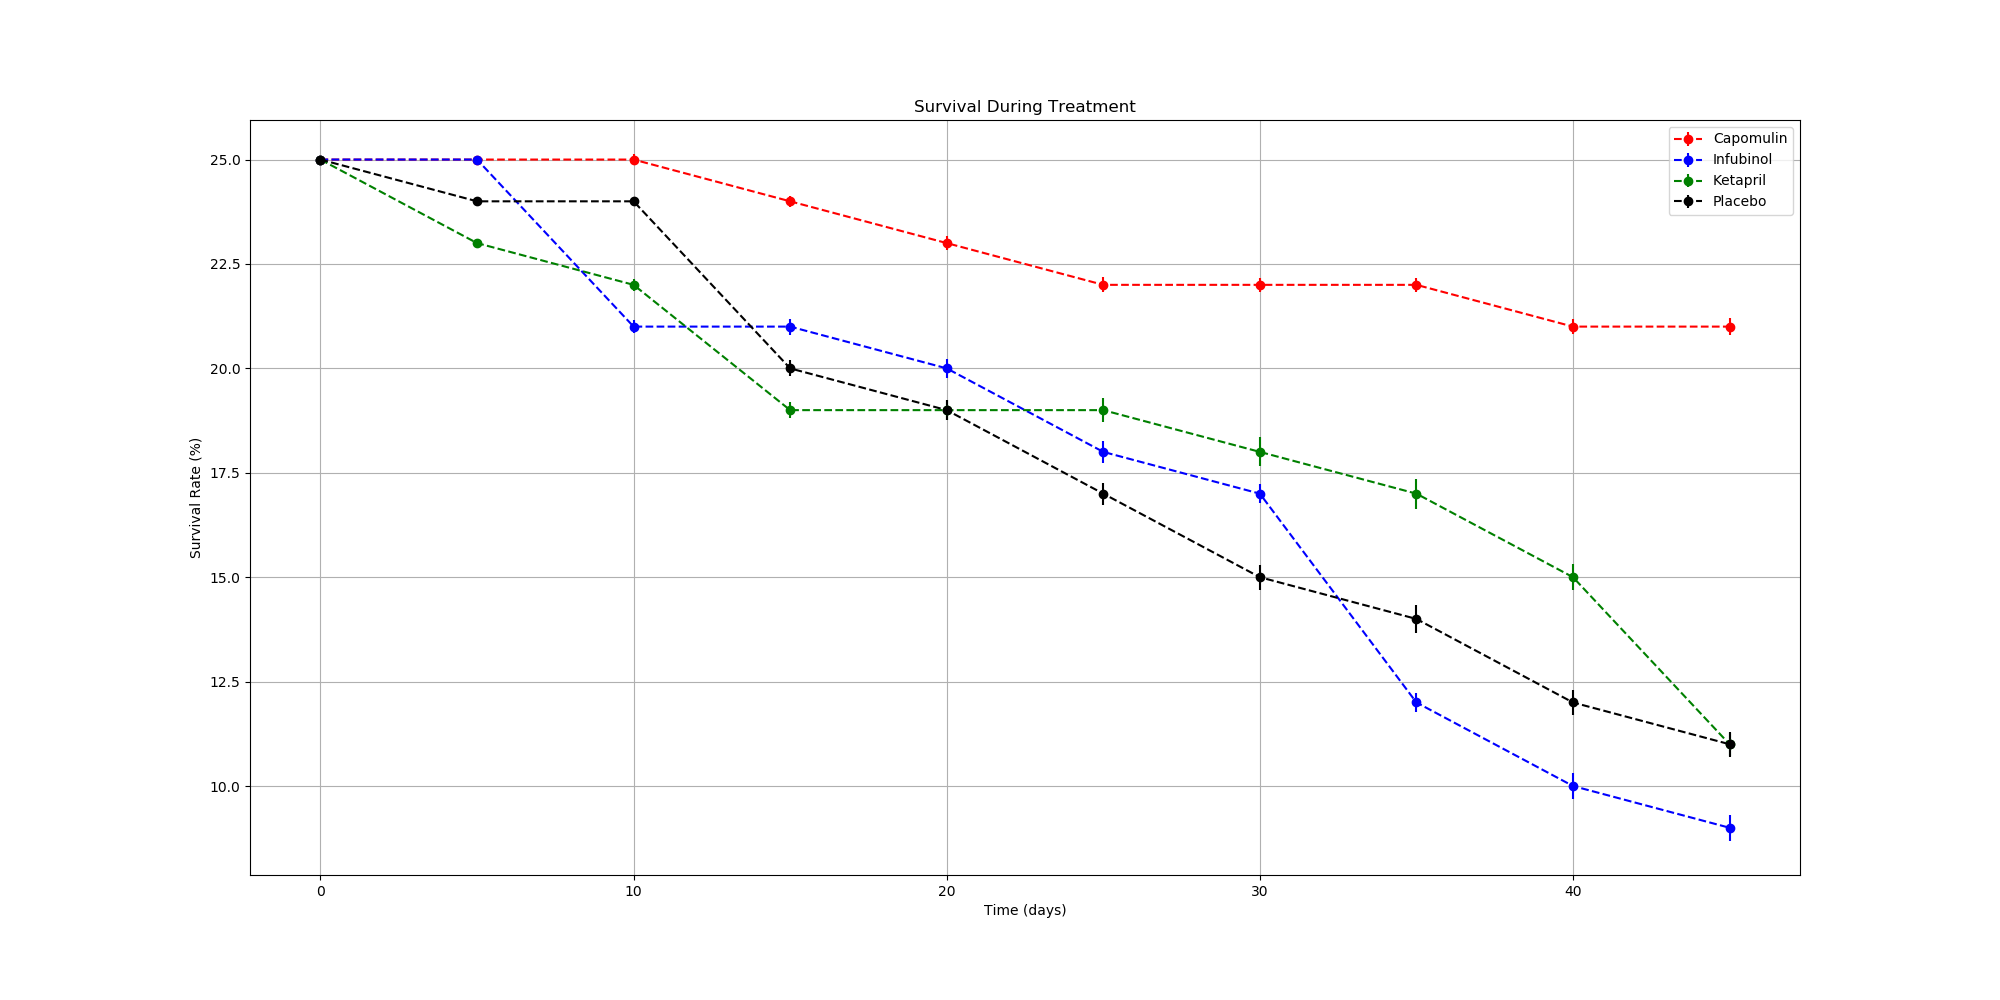 Survival During Treatment
Capomulin
Infubinol
Ketapril
Placebo
Survival Rate (%)
25.0
22.5
20.0
17.5
15.0
12.5
10.0
0 10 20 30 40
Time (days)